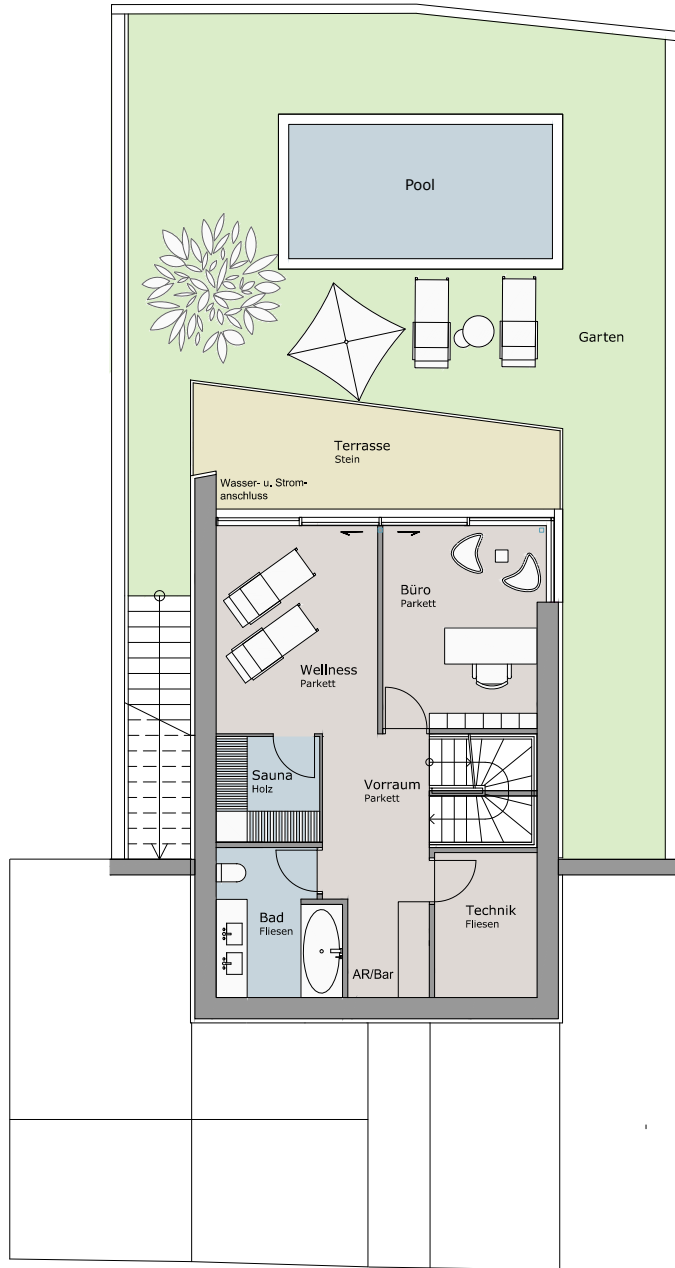 Pool
Garten
Terrasse
Stein
Wasser- u. Strom-
anschluss
Büro
Parkett
Wellness
Parkett
Sauna
Holz
Vorraum
Parkett
Bad
Fliesen
Technik
Fliesen
AR/Bar